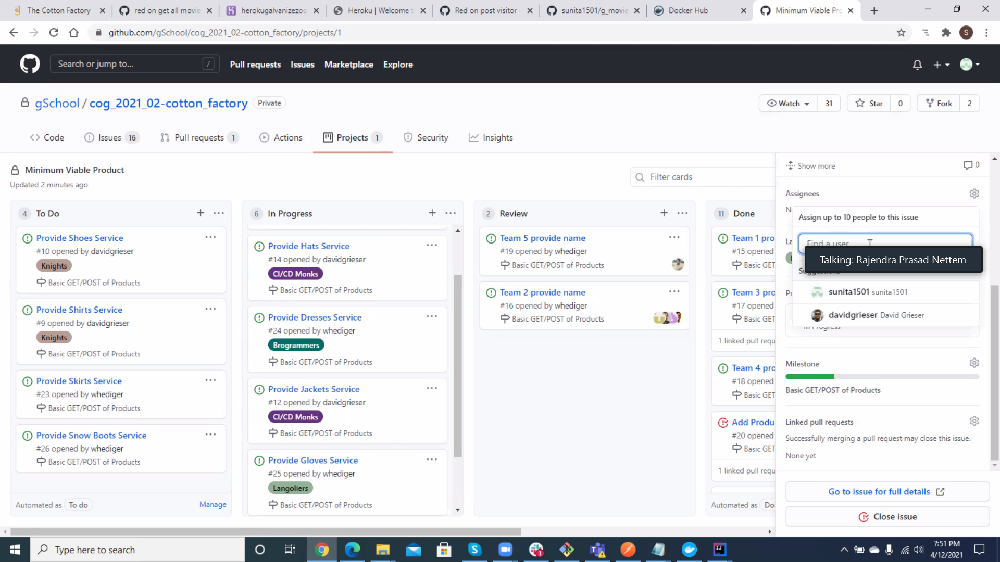 The Cotton Factory
red on get all movie
herokugalvanizezoo
Heroku | Welcome t
Red on post visitor
sunita1501/g_movie
Docker Hub
Minimum Viable Pro
github.com/gSchool/cog_2021_02-cotton_factory/projects/1
S
Search or jump to... /
Pull requests Issues Marketplace Explore
gSchool / cog_2021_02-cotton_factory Private
Watch 31 Star 0 Fork 2
Code Issues 16 Pull requests 1 Actions Projects 1 Security Insights
Minimum Viable Product
Updated 2 minutes ago
Filter cards
4 To Do
Provide Shoes Service
#10 opened by davidgrieser
Knights
Basic GET/POST of Products
Provide Shirts Service
#9 opened by davidgrieser
Knights
Basic GET/POST of Products
Provide Skirts Service
#23 opened by whediger
Basic GET/POST of Products
Provide Snow Boots Service
#26 opened by whediger
Basic GET/POST of Products
Automated as To do Manage
6 In Progress
Provide Hats Service
#14 opened by davidgrieser
CI/CD Monks
Basic GET/POST of Products
Provide Dresses Service
#24 opened by whediger
Brogrammers
Basic GET/POST of Products
Provide Jackets Service
#12 opened by davidgrieser
CI/CD Monks
Basic GET/POST of Products
Provide Gloves Service
#25 opened by whediger
Langoliers
Basic GET/POST of Products
2 Review
Team 5 provide name
#19 opened by whediger
Basic GET/POST of Products
Team 2 provide name
#16 opened by whediger
Basic GET/POST of Products
11 Done
Team 1 pro
#15 opened
Basic GET
Team 3 pro
#17 opened
Basic GET
1 linked pull requ
Team 4 pro
#18 opened
Basic GET
Add Produ
#20 opened
Basic GET
1 linked pull requ
Automated as Do
Show more 0
Assignees
Assign up to 10 people to this issue
Find a user
Talking: Rajendra Prasad Nettem
Suggestions
sunita1501 sunita1501
davidgrieser David Grieser
In Progress
Milestone
Basic GET/POST of Products
Linked pull requests
Successfully merging a pull request may close this issue.
None yet
Go to issue for full details
Close issue
Type here to search
7:51 PM
4/12/2021